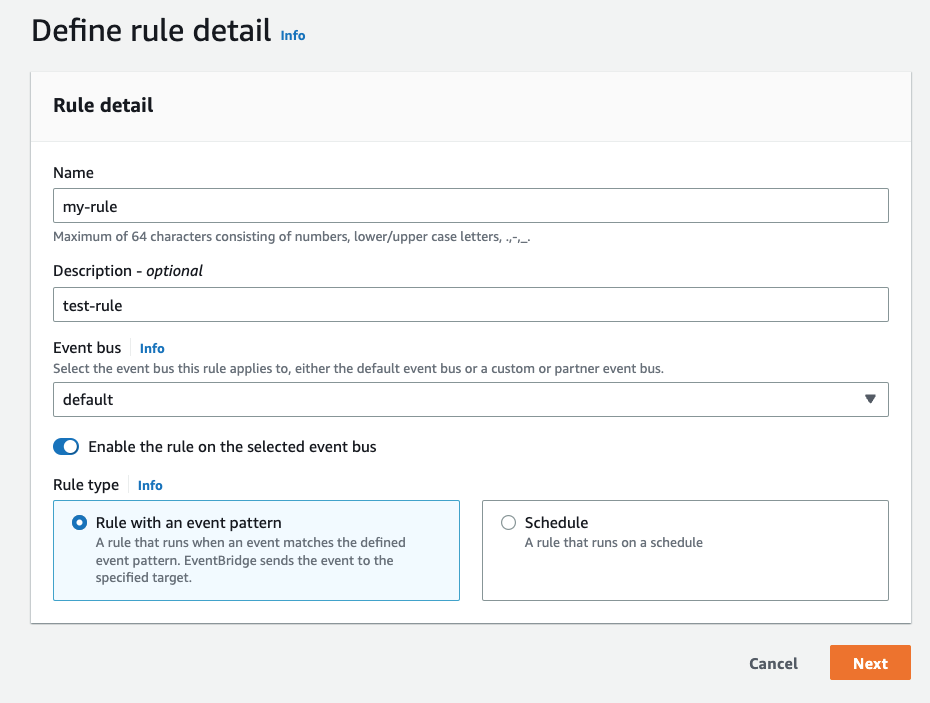 Define rule detail Info
Rule detail
Name
my-rule
Maximum of 64 characters consisting of numbers, lower/upper case letters, .,-,_.
Description - optional
test-rule
Event bus Info
Select the event bus this rule applies to, either the default event bus or a custom or partner event bus.
default
Enable the rule on the selected event bus
Rule type Info
Rule with an event pattern
A rule that runs when an event matches the defined
event pattern. EventBridge sends the event to the
specified target.
Schedule
A rule that runs on a schedule
Cancel Next